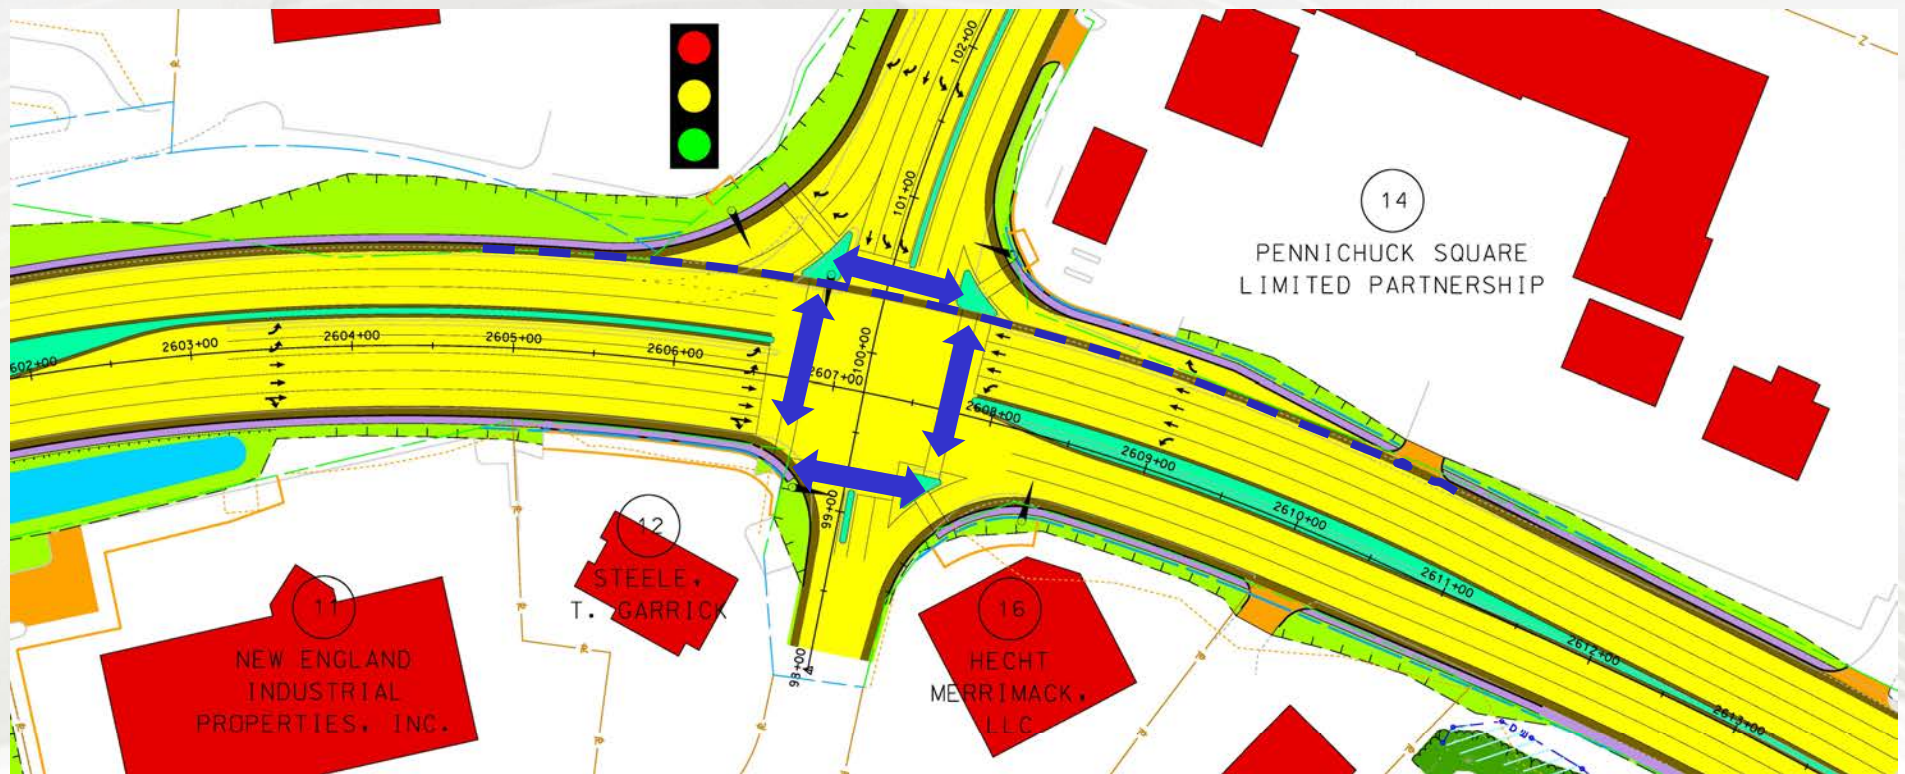 102+00
101+00
14
PENNICHUCK SQUARE
LIMITED PARTNERSHIP
602+00
2603+00
2604+00
2605+00
2606+00
2607+00
100+00
2608+00
2609+00
2610+00
2611+00
2612+00
2613+00
99+00
98+00
12
STEELE,
T. GARRICK
11
NEW ENGLAND
INDUSTRIAL
PROPERTIES, INC.
16
HECHT
MERRIMACK,
LLC